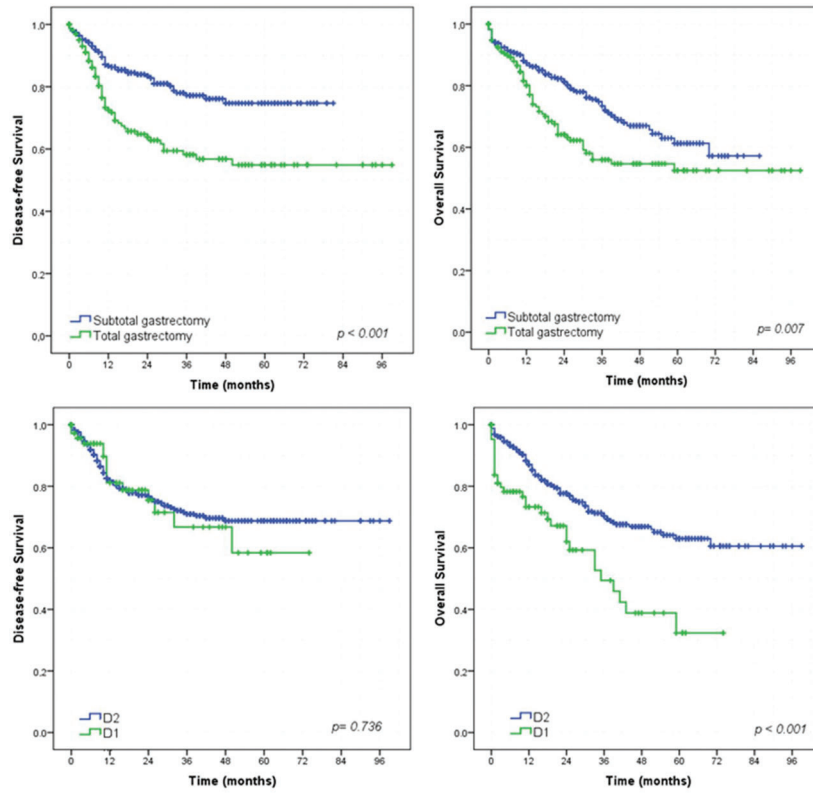 Disease-free Survival
1,0
0,8
0,6
0,4
0,2
0,0
Subtotal gastrectomy
Total gastrectomy
p < 0.001
0 12 24 36 48 60 72 84 96
Time (months)
Overall Survival
1,0
0,8
0,6
0,4
0,2
0,0
Subtotal gastrectomy
Total gastrectomy
p= 0.007
0 12 24 36 48 60 72 84 96
Time (months)
Disease-free Survival
1,0
0,8
0,6
0,4
0,2
0,0
D2
D1
p= 0.736
0 12 24 36 48 60 72 84 96
Time (months)
Overall Survival
1,0
0,8
0,6
0,4
0,2
0,0
D2
D1
p < 0.001
0 12 24 36 48 60 72 84 96
Time (months)